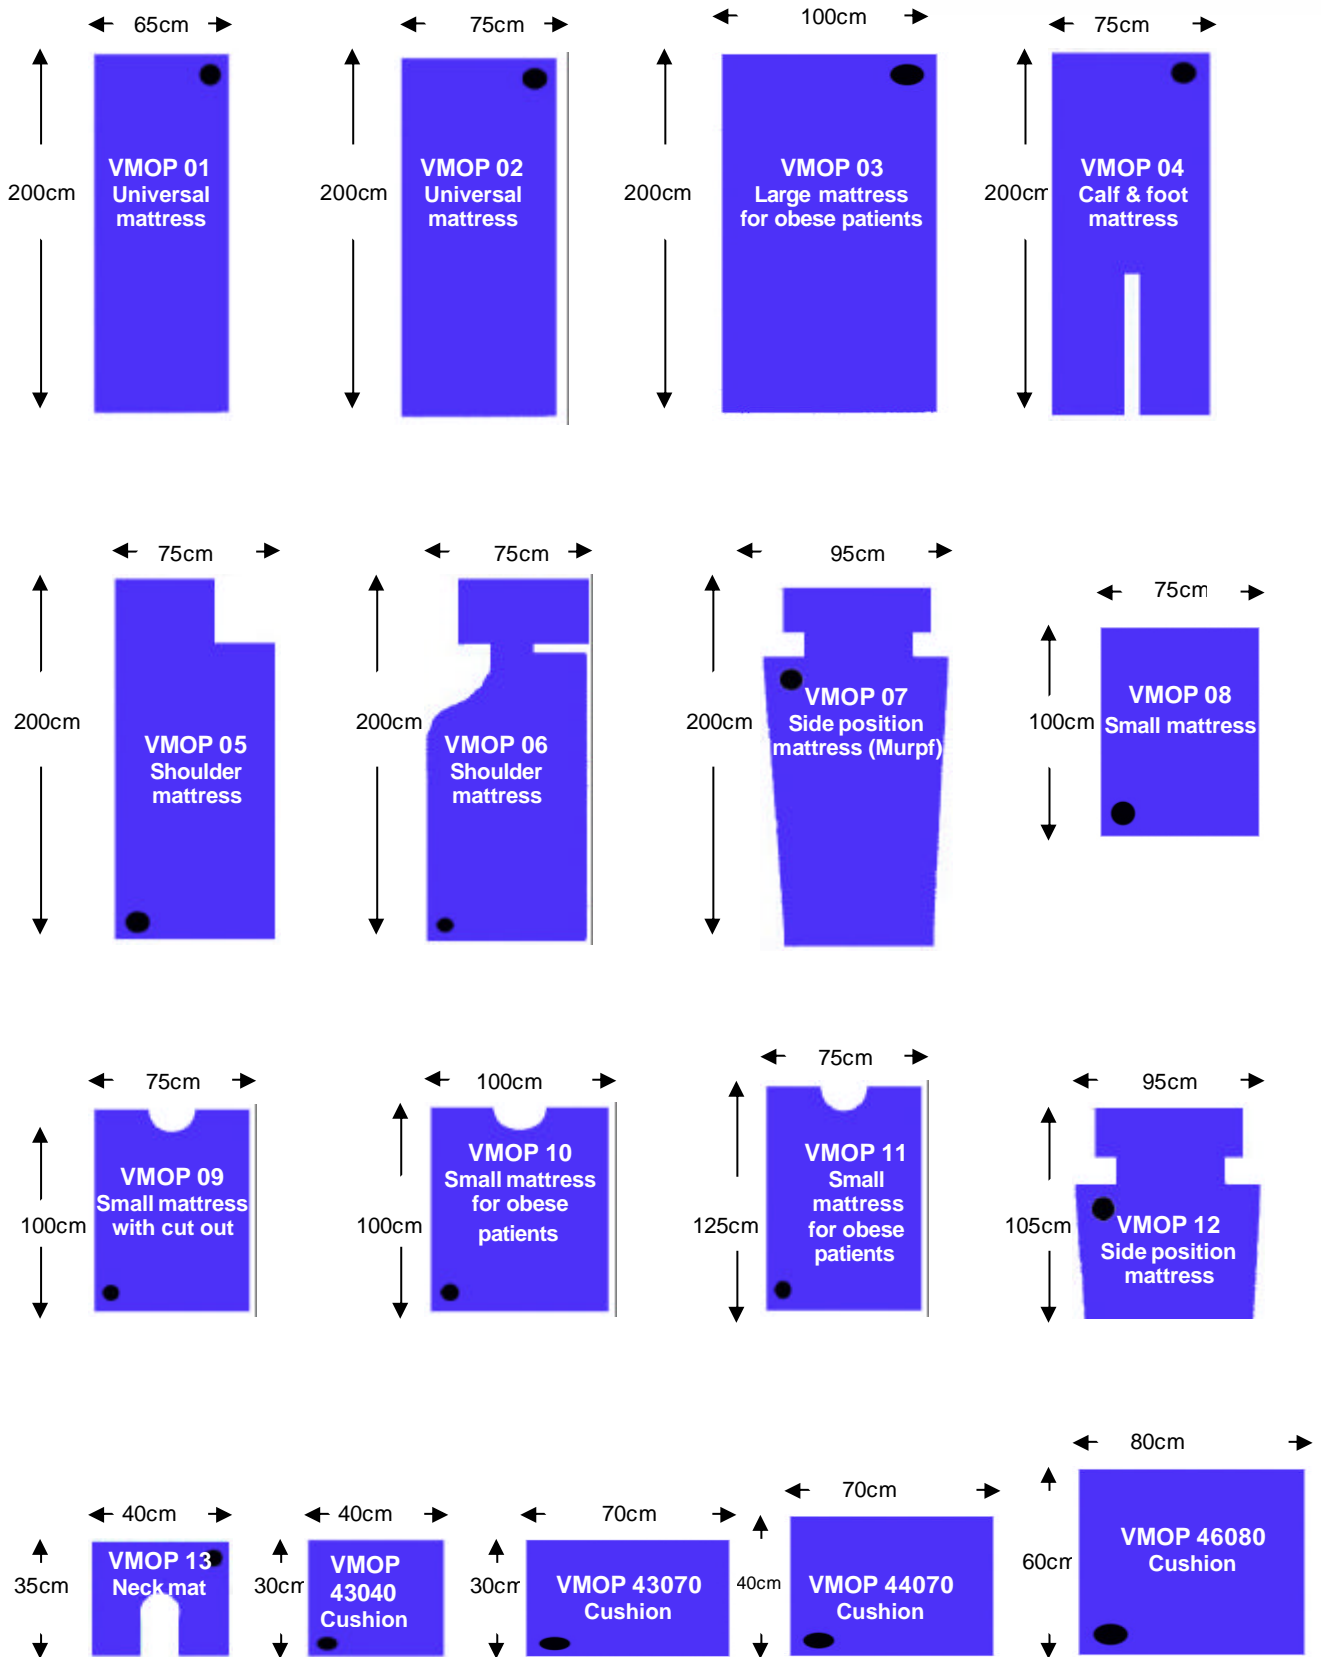 65cm
75cm
100cm
75cm
200cm
VMOP 01
Universal
mattress
200cm
VMOP 02
Universal
mattress
200cm
VMOP 03
Large mattress
for obese patients
200cm
VMOP 04
Calf & foot
mattress
75cm
75cm
95cm
75cm
200cm
VMOP 05
Shoulder
mattress
200cm
VMOP 06
Shoulder
mattress
200cm
VMOP 07
Side position
mattress (Murpf)
100cm
VMOP 08
Small mattress
75cm
100cm
75cm
95cm
100cm
VMOP 09
Small mattress
with cut out
100cm
VMOP 10
Small mattress
for obese
patients
125cm
VMOP 11
Small
mattress
for obese
patients
105cm
VMOP 12
Side position
mattress
40cm
40cm
70cm
70cm
80cm
35cm
VMOP 13
Neck mat
30cm
VMOP
43040
Cushion
30cm
VMOP 43070
Cushion
40cm
VMOP 44070
Cushion
60cm
VMOP 46080
Cushion